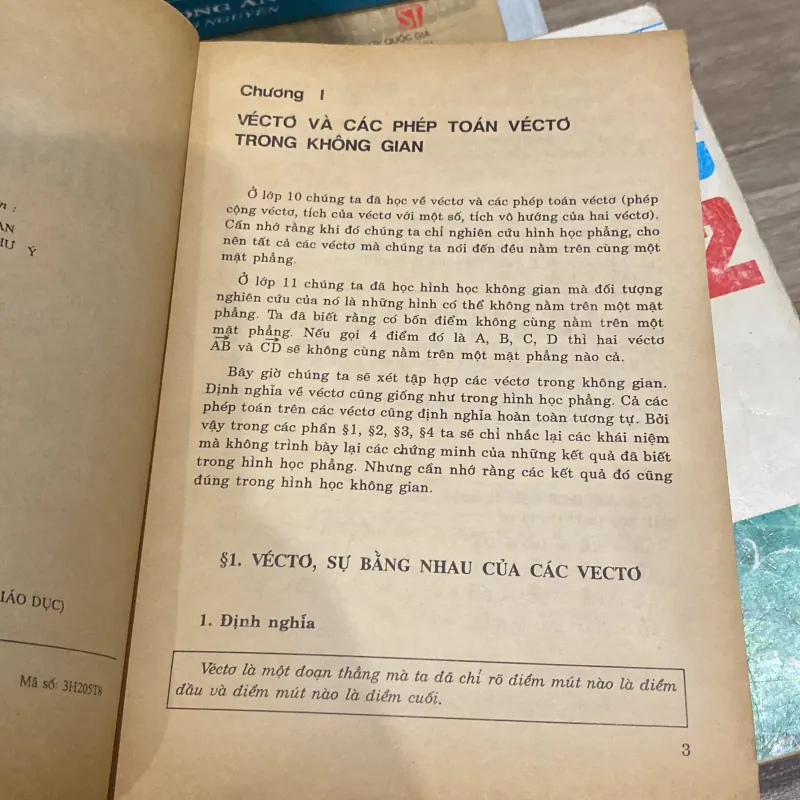 ỐNG ÁN
NGUYÊN
QUỐC GIA
2
n :
AN
HƯ Ý
IÁO DỤC)
Mã số: 3H205T8
Chương I
VÉCTƠ VÀ CÁC PHÉP TOÁN VÉCTƠ
TRONG KHÔNG GIAN
Ở lớp 10 chúng ta đã học về véctơ và các phép toán véctơ (phép
cộng véctơ, tích của véctơ với một số, tích vô hướng của hai véctơ).
Cần nhớ rằng khi đó chúng ta chỉ nghiên cứu hình học phẳng, cho
nên tất cả các véctơ mà chúng ta nói đến đều nằm trên cùng một
mặt phẳng.
Ở lớp 11 chúng ta đã học hình học không gian mà đối tượng
nghiên cứu của nó là những hình có thể không nằm trên một mặt
phẳng. Ta đã biết rằng có bốn điểm không cùng nằm trên một
mặt phẳng. Nếu gọi 4 điểm đó là A, B, C, D thì hai véctơ
AB và CD sẽ không cùng nằm trên một mặt phẳng nào cả.
Bây giờ chúng ta sẽ xét tập hợp các véctơ trong không gian.
Định nghĩa về véctơ cũng giống như trong hình học phẳng. Cả các
phép toán trên các véctơ cũng định nghĩa hoàn toàn tương tự. Bởi
vậy trong các phần §1, §2, §3, §4 ta sẽ chỉ nhắc lại các khái niệm
mà không trình bày lại các chứng minh của những kết quả đã biết
trong hình học phẳng. Nhưng cần nhớ rằng các kết quả đó cũng
đúng trong hình học không gian.
§1. VÉCTƠ, SỰ BẰNG NHAU CỦA CÁC VECTƠ
1. Định nghĩa
Véctơ là một đoạn thẳng mà ta đã chỉ rõ điểm mút nào là điểm
đầu và điểm mút nào là điểm cuối.
3